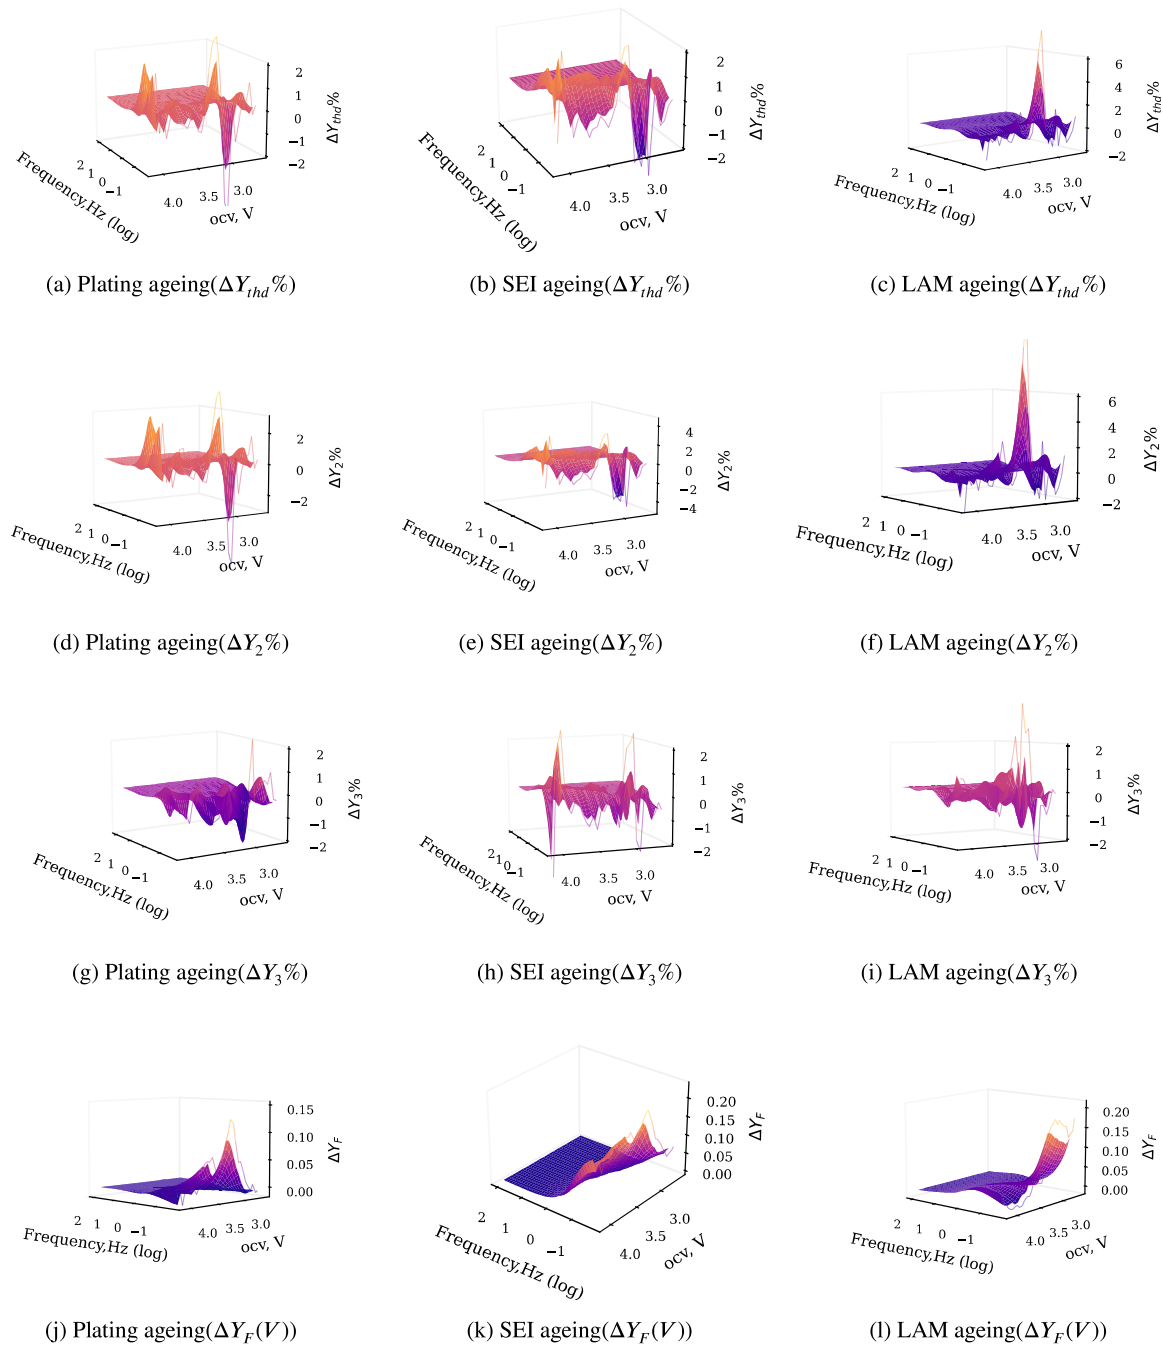 2
1
0
−1
−2
ΔY_thd%
Frequency,Hz (log)
2
1
0
−1
4.0
3.5
3.0
ocv, V
(a) Plating ageing(ΔY_thd%)
2
1
0
−1
−2
ΔY_thd%
Frequency,Hz (log)
2
1
0
−1
4.0
3.5
3.0
ocv, V
(b) SEI ageing(ΔY_thd%)
6
4
2
0
−2
ΔY_thd%
Frequency,Hz (log)
2
1
0
−1
4.0
3.5
3.0
ocv, V
(c) LAM ageing(ΔY_thd%)
2
0
−2
ΔY_2%
Frequency,Hz (log)
2
1
0
−1
4.0
3.5
3.0
ocv, V
(d) Plating ageing(ΔY_2%)
4
2
0
−2
−4
ΔY_2%
Frequency,Hz (log)
2
1
0
−1
4.0
3.5
3.0
ocv, V
(e) SEI ageing(ΔY_2%)
6
4
2
0
−2
ΔY_2%
Frequency,Hz (log)
2
1
0
−1
4.0
3.5
3.0
ocv, V
(f) LAM ageing(ΔY_2%)
2
1
0
−1
−2
ΔY_3%
Frequency,Hz (log)
2
1
0
−1
4.0
3.5
3.0
ocv, V
(g) Plating ageing(ΔY_3%)
2
1
0
−1
−2
ΔY_3%
Frequency,Hz (log)
2
1
0
−1
4.0
3.5
3.0
ocv, V
(h) SEI ageing(ΔY_3%)
2
1
0
−1
−2
ΔY_3%
Frequency,Hz (log)
2
1
0
−1
4.0
3.5
3.0
ocv, V
(i) LAM ageing(ΔY_3%)
0.15
0.10
0.05
0.00
ΔY_F
Frequency,Hz (log)
2
1
0
−1
4.0
3.5
3.0
ocv, V
(j) Plating ageing(ΔY_F(V))
0.20
0.15
0.10
0.05
0.00
ΔY_F
Frequency,Hz (log)
2
1
0
−1
4.0
3.5
3.0
ocv, V
(k) SEI ageing(ΔY_F(V))
0.20
0.15
0.10
0.05
0.00
ΔY_F
Frequency,Hz (log)
2
1
0
−1
4.0
3.5
3.0
ocv, V
(l) LAM ageing(ΔY_F(V))